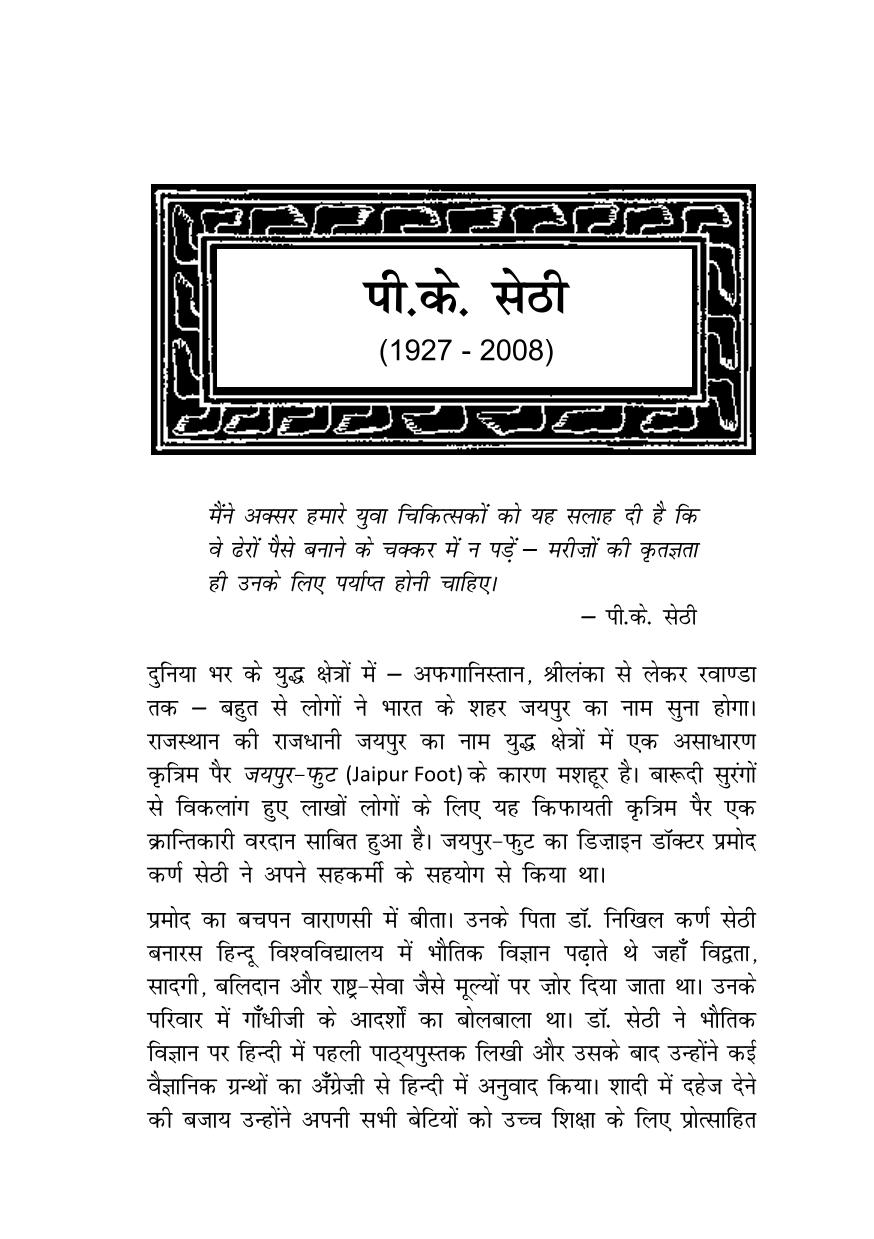 पी.के. सेठी
(1927 - 2008)
मैंने अक्सर हमारे युवा चिकित्सकों को यह सलाह दी है कि
वे ढेरों पैसे बनाने के चक्कर में न पड़ें – मरीज़ों की कृतज्ञता
ही उनके लिए पर्याप्त होनी चाहिए।
– पी.के. सेठी
दुनिया भर के युद्ध क्षेत्रों में – अफगानिस्तान, श्रीलंका से लेकर रवाण्डा
तक – बहुत से लोगों ने भारत के शहर जयपुर का नाम सुना होगा।
राजस्थान की राजधानी जयपुर का नाम युद्ध क्षेत्रों में एक असाधारण
कृत्रिम पैर जयपुर-फुट (Jaipur Foot) के कारण मशहूर है। बारूदी सुरंगों
से विकलांग हुए लाखों लोगों के लिए यह किफायती कृत्रिम पैर एक
क्रान्तिकारी वरदान साबित हुआ है। जयपुर-फुट का डिज़ाइन डॉक्टर प्रमोद
कर्ण सेठी ने अपने सहकर्मी के सहयोग से किया था।
प्रमोद का बचपन वाराणसी में बीता। उनके पिता डॉ. निखिल कर्ण सेठी
बनारस हिन्दू विश्वविद्यालय में भौतिक विज्ञान पढ़ाते थे जहाँ विद्वता,
सादगी, बलिदान और राष्ट्र-सेवा जैसे मूल्यों पर ज़ोर दिया जाता था। उनके
परिवार में गाँधीजी के आदर्शों का बोलबाला था। डॉ. सेठी ने भौतिक
विज्ञान पर हिन्दी में पहली पाठ्यपुस्तक लिखी और उसके बाद उन्होंने कई
वैज्ञानिक ग्रन्थों का अँग्रेज़ी से हिन्दी में अनुवाद किया। शादी में दहेज देने
की बजाय उन्होंने अपनी सभी बेटियों को उच्च शिक्षा के लिए प्रोत्साहित